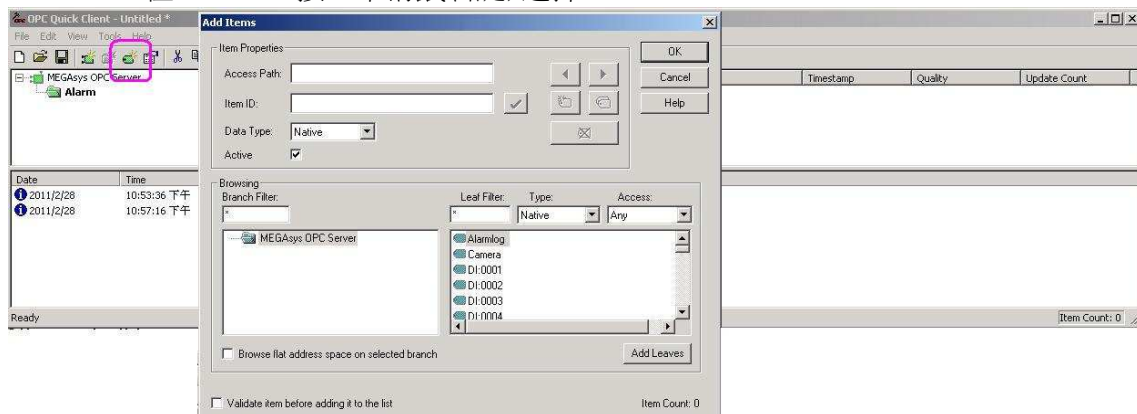 OPC Quick Client - Untitled *
File Edit View Tools Help
MEGAsys OPC Server
Alarm
Timestamp Quality Update Count
Date Time
2011/2/28 10:53:36 下午
2011/2/28 10:57:16 下午
Ready
Item Count: 0
Add Items
Item Properties
Access Path:
Item ID:
Data Type: Native
Active
OK
Cancel
Help
Browsing
Branch Filter: Leaf Filter: Type: Access:
* * Native Any
MEGAsys OPC Server
Alarmlog
Camera
DI:0001
DI:0002
DI:0003
DI:0004
Browse flat address space on selected branch
Add Leaves
Validate item before adding it to the list
Item Count: 0